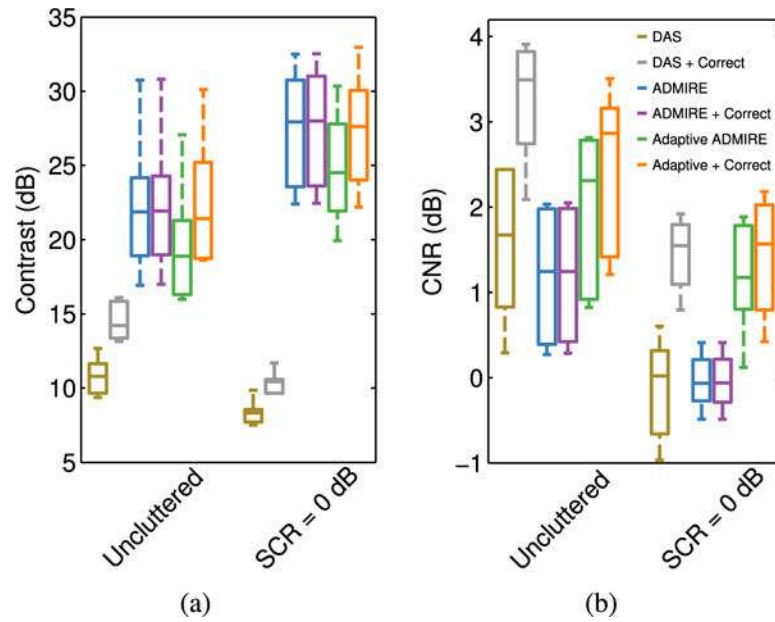 35
30
25
20
15
10
5
Contrast (dB)
Uncluttered
SCR = 0 dB
(a)
4
3
2
1
0
−1
CNR (dB)
DAS
DAS + Correct
ADMIRE
ADMIRE + Correct
Adaptive ADMIRE
Adaptive + Correct
Uncluttered
SCR = 0 dB
(b)